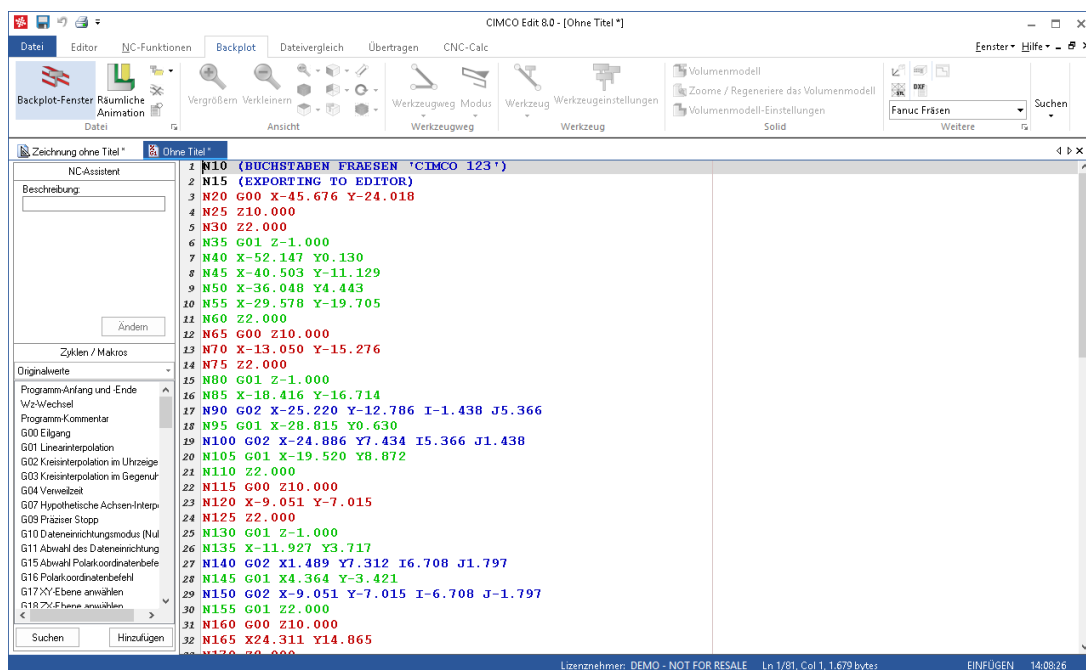 CIMCO Edit 8.0 - [Ohne Titel *]
Datei Editor NC-Funktionen Backplot Dateivergleich Übertragen CNC-Calc Fenster Hilfe
Backplot-Fenster Räumliche Animation
Datei
Vergrößern Verkleinern
Ansicht
Werkzeugweg Modus
Werkzeugweg
Werkzeug Werkzeugeinstellungen
Werkzeug
Volumenmodell
Zoome / Regeneriere das Volumenmodell
Volumenmodell-Einstellungen
Solid
DXF
Fanuc Fräsen
Weitere
Suchen
Zeichnung ohne Titel * Ohne Titel *
NC-Assistent
Beschreibung:
Ändern
Zyklen / Makros
Originalwerte
Programm-Anfang und -Ende
Wz-Wechsel
Programm-Kommentar
G00 Eilgang
G01 Linearinterpolation
G02 Kreisinterpolation im Uhrzeige
G03 Kreisinterpolation im Gegenuh
G04 Verweilzeit
G07 Hypothetische Achsen-Interp
G09 Präziser Stopp
G10 Dateneinrichtungsmodus (Nul
G11 Abwahl des Dateneinrichtung
G15 Abwahl Polarkoordinatenbefe
G16 Polarkoordinatenbefehl
G17 XY-Ebene anwählen
G18 ZX-Ebene anwählen
Suchen Hinzufügen
1 N10 (BUCHSTABEN FRAESEN 'CIMCO 123')
2 N15 (EXPORTING TO EDITOR)
3 N20 G00 X-45.676 Y-24.018
4 N25 Z10.000
5 N30 Z2.000
6 N35 G01 Z-1.000
7 N40 X-52.147 Y0.130
8 N45 X-40.503 Y-11.129
9 N50 X-36.048 Y4.443
10 N55 X-29.578 Y-19.705
11 N60 Z2.000
12 N65 G00 Z10.000
13 N70 X-13.050 Y-15.276
14 N75 Z2.000
15 N80 G01 Z-1.000
16 N85 X-18.416 Y-16.714
17 N90 G02 X-25.220 Y-12.786 I-1.438 J5.366
18 N95 G01 X-28.815 Y0.630
19 N100 G02 X-24.886 Y7.434 I5.366 J1.438
20 N105 G01 X-19.520 Y8.872
21 N110 Z2.000
22 N115 G00 Z10.000
23 N120 X-9.051 Y-7.015
24 N125 Z2.000
25 N130 G01 Z-1.000
26 N135 X-11.927 Y3.717
27 N140 G02 X1.489 Y7.312 I6.708 J1.797
28 N145 G01 X4.364 Y-3.421
29 N150 G02 X-9.051 Y-7.015 I-6.708 J-1.797
30 N155 G01 Z2.000
31 N160 G00 Z10.000
32 N165 X24.311 Y14.865
Lizenznehmer: DEMO - NOT FOR RESALE Ln 1/81, Col 1, 1.679 bytes EINFÜGEN 14:08:26